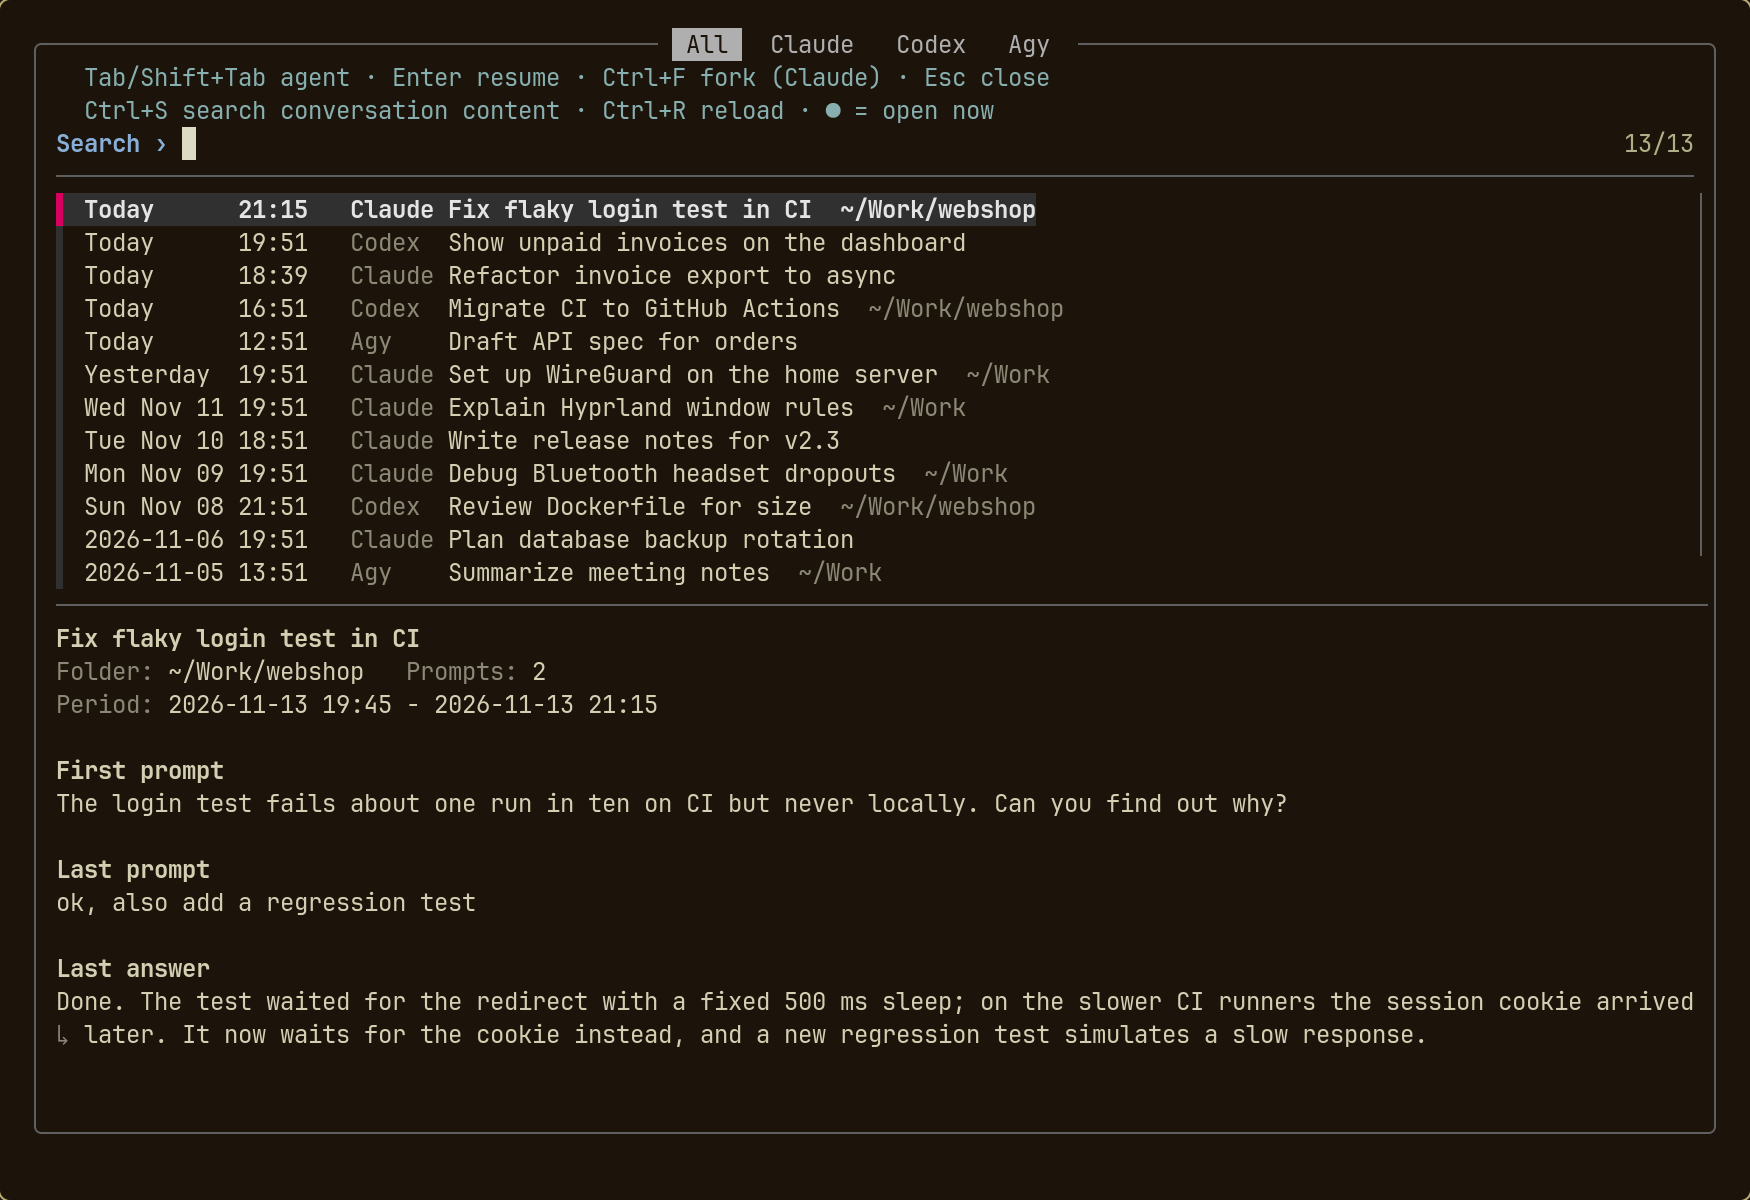 All Claude Codex Agy
Tab/Shift+Tab agent · Enter resume · Ctrl+F fork (Claude) · Esc close
Ctrl+S search conversation content · Ctrl+R reload · ● = open now
Search › 13/13
Today 21:15 Claude Fix flaky login test in CI ~/Work/webshop
Today 19:51 Codex Show unpaid invoices on the dashboard
Today 18:39 Claude Refactor invoice export to async
Today 16:51 Codex Migrate CI to GitHub Actions ~/Work/webshop
Today 12:51 Agy Draft API spec for orders
Yesterday 19:51 Claude Set up WireGuard on the home server ~/Work
Wed Nov 11 19:51 Claude Explain Hyprland window rules ~/Work
Tue Nov 10 18:51 Claude Write release notes for v2.3
Mon Nov 09 19:51 Claude Debug Bluetooth headset dropouts ~/Work
Sun Nov 08 21:51 Codex Review Dockerfile for size ~/Work/webshop
2026-11-06 19:51 Claude Plan database backup rotation
2026-11-05 13:51 Agy Summarize meeting notes ~/Work
Fix flaky login test in CI
Folder: ~/Work/webshop Prompts: 2
Period: 2026-11-13 19:45 - 2026-11-13 21:15
First prompt
The login test fails about one run in ten on CI but never locally. Can you find out why?
Last prompt
ok, also add a regression test
Last answer
Done. The test waited for the redirect with a fixed 500 ms sleep; on the slower CI runners the session cookie arrived
↳ later. It now waits for the cookie instead, and a new regression test simulates a slow response.